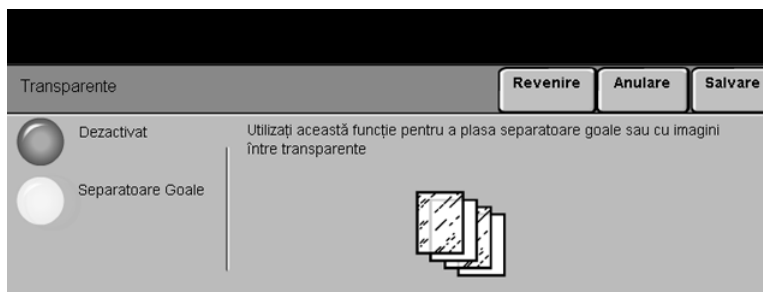 Transparente
Revenire
Anulare
Salvare
Dezactivat
Utilizați această funcție pentru a plasa separatoare goale sau cu imagini
între transparente
Separatoare Goale